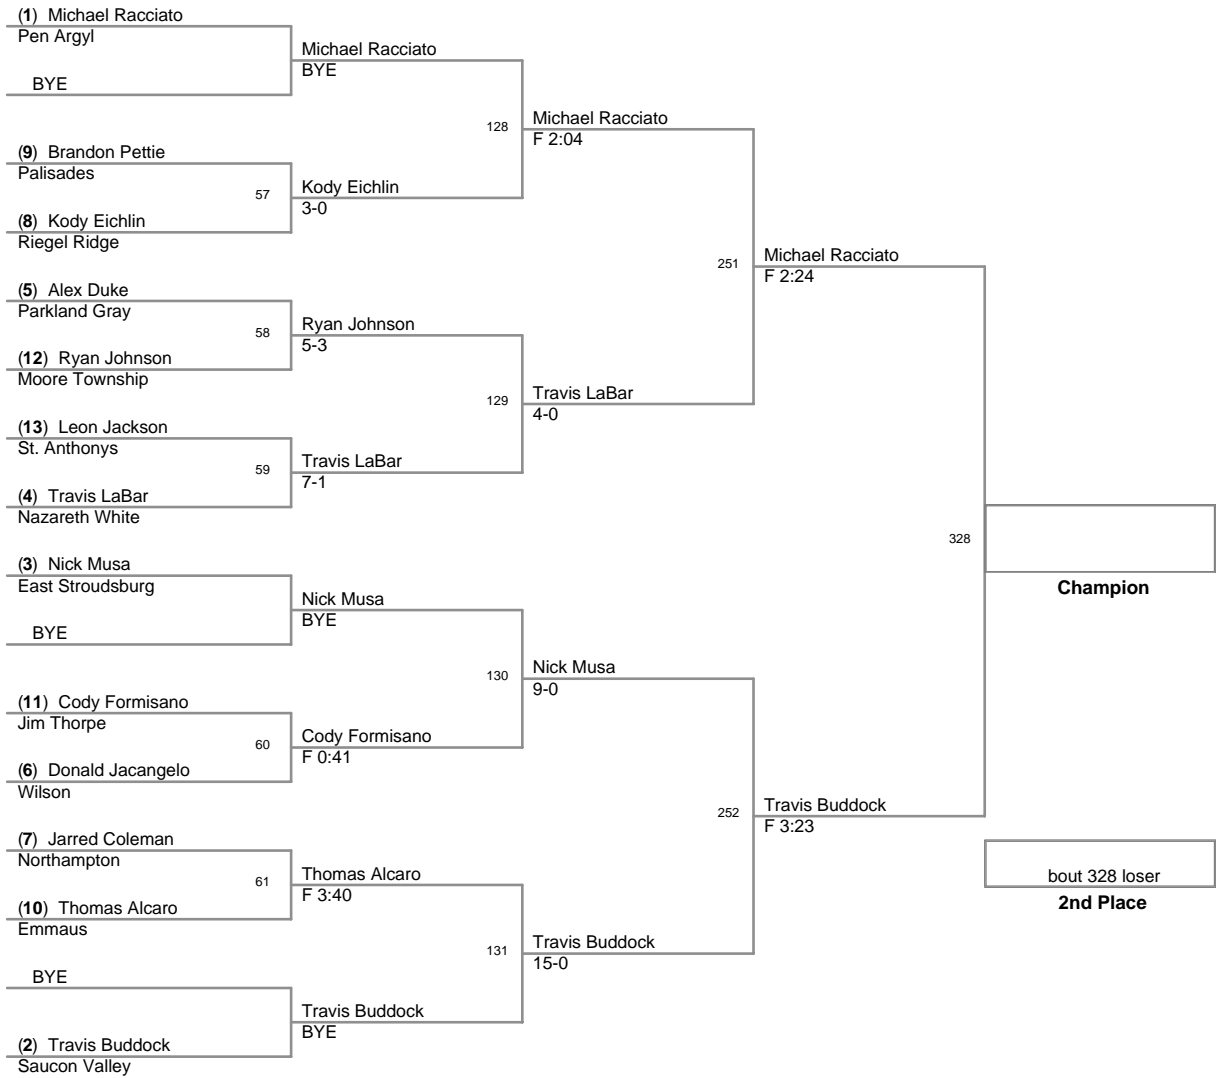 (1) Michael Racciato
Pen Argyl
BYE
(9) Brandon Pettie
Palisades
57
(8) Kody Eichlin
Riegel Ridge
(5) Alex Duke
Parkland Gray
58
(12) Ryan Johnson
Moore Township
(13) Leon Jackson
St. Anthonys
59
(4) Travis LaBar
Nazareth White
(3) Nick Musa
East Stroudsburg
BYE
(11) Cody Formisano
Jim Thorpe
60
(6) Donald Jacangelo
Wilson
(7) Jarred Coleman
Northampton
61
(10) Thomas Alcaro
Emmaus
BYE
(2) Travis Buddock
Saucon Valley
Michael Racciato
BYE
128
Kody Eichlin
3-0
Ryan Johnson
5-3
129
Travis LaBar
7-1
Nick Musa
BYE
130
Cody Formisano
F 0:41
Thomas Alcaro
F 3:40
131
Travis Buddock
BYE
Michael Racciato
F 2:04
251
Travis LaBar
4-0
Nick Musa
9-0
252
Travis Buddock
15-0
Michael Racciato
F 2:24
328
Travis Buddock
F 3:23
Champion
bout 328 loser
2nd Place